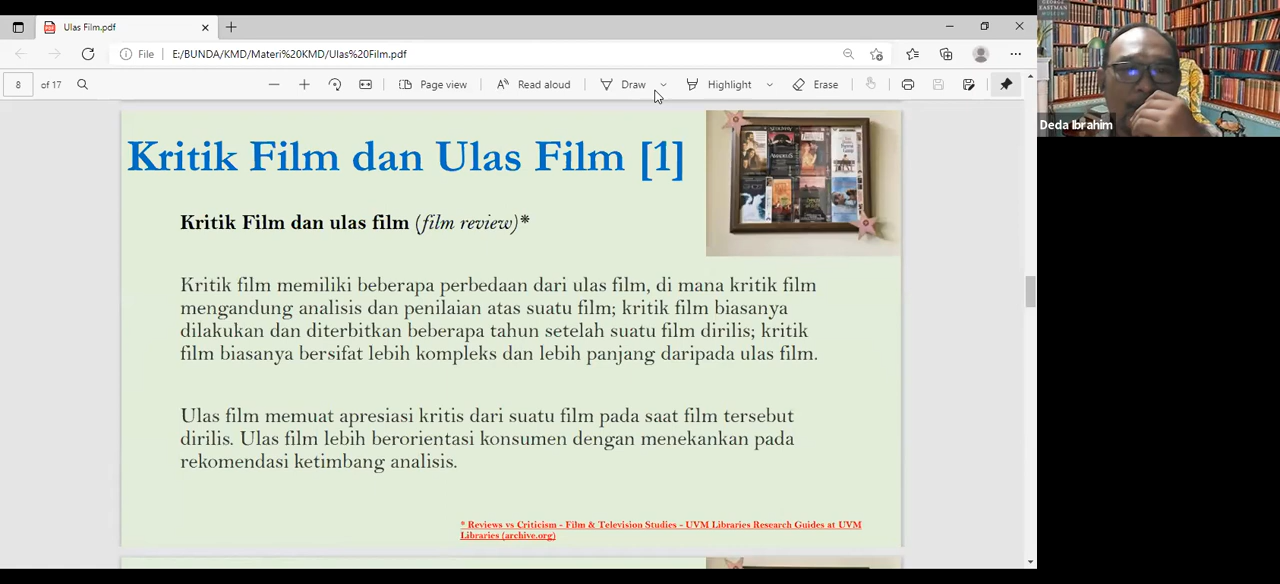 Ulas Film.pdf
File
E:/BUNDA/KMD/Materi%20KMD/Ulas%20Film.pdf
8 of 17
Page view
Read aloud
Draw
Highlight
Erase
GEORGE EASTMAN MUSEUM
Deda Ibrahim
Kritik Film dan Ulas Film [1]
Kritik Film dan ulas film (film review)*
Kritik film memiliki beberapa perbedaan dari ulas film, di mana kritik film
mengandung analisis dan penilaian atas suatu film; kritik film biasanya
dilakukan dan diterbitkan beberapa tahun setelah suatu film dirilis; kritik
film biasanya bersifat lebih kompleks dan lebih panjang daripada ulas film.
Ulas film memuat apresiasi kritis dari suatu film pada saat film tersebut
dirilis. Ulas film lebih berorientasi konsumen dengan menekankan pada
rekomendasi ketimbang analisis.
* Reviews vs Criticism - Film & Television Studies - UVM Libraries Research Guides at UVM
Libraries (archive.org)